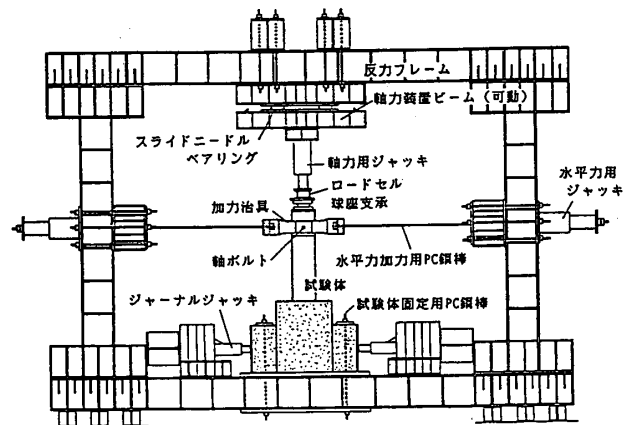 反力フレーム
軸力装置ビーム (可動)
スライドニードル
ベアリング
軸力用ジャッキ
水平力用
ジャッキ
ロードセル
加力治具
球座支承
軸ボルト
水平力加力用PC鋼棒
試験体
ジャーナルジャッキ
試験体固定用PC鋼棒